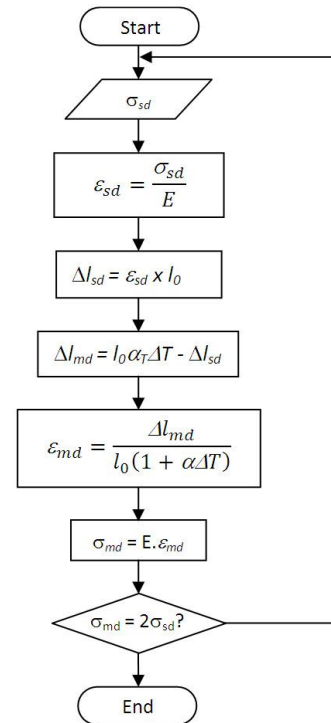 Start
σsd
εsd = σsd / E
Δlsd = εsd x l0
Δlmd = l0αTΔT - Δlsd
εmd = Δlmd / l0(1 + αΔT)
σmd = E.εmd
σmd = 2σsd?
End